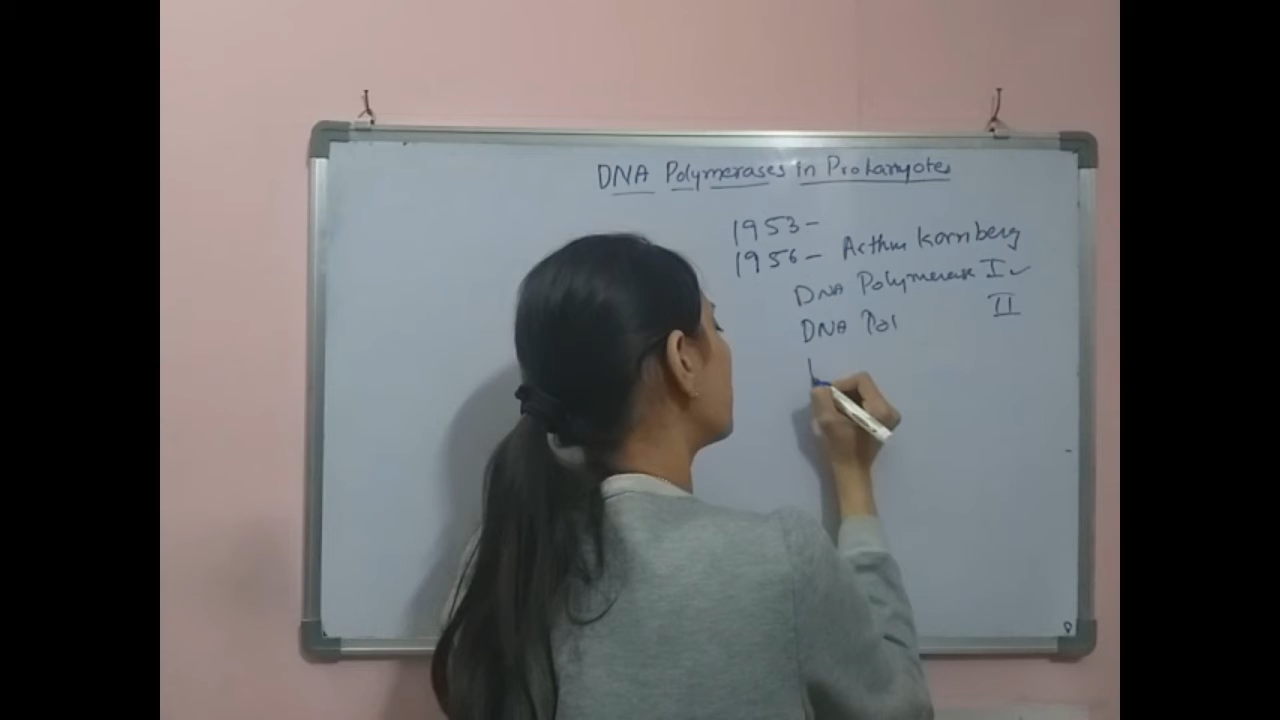 DNA Polymerases in Prokaryotes
1953-
1956- Arthur Kornberg
DNA Polymerase I ✓
DNA Pol II